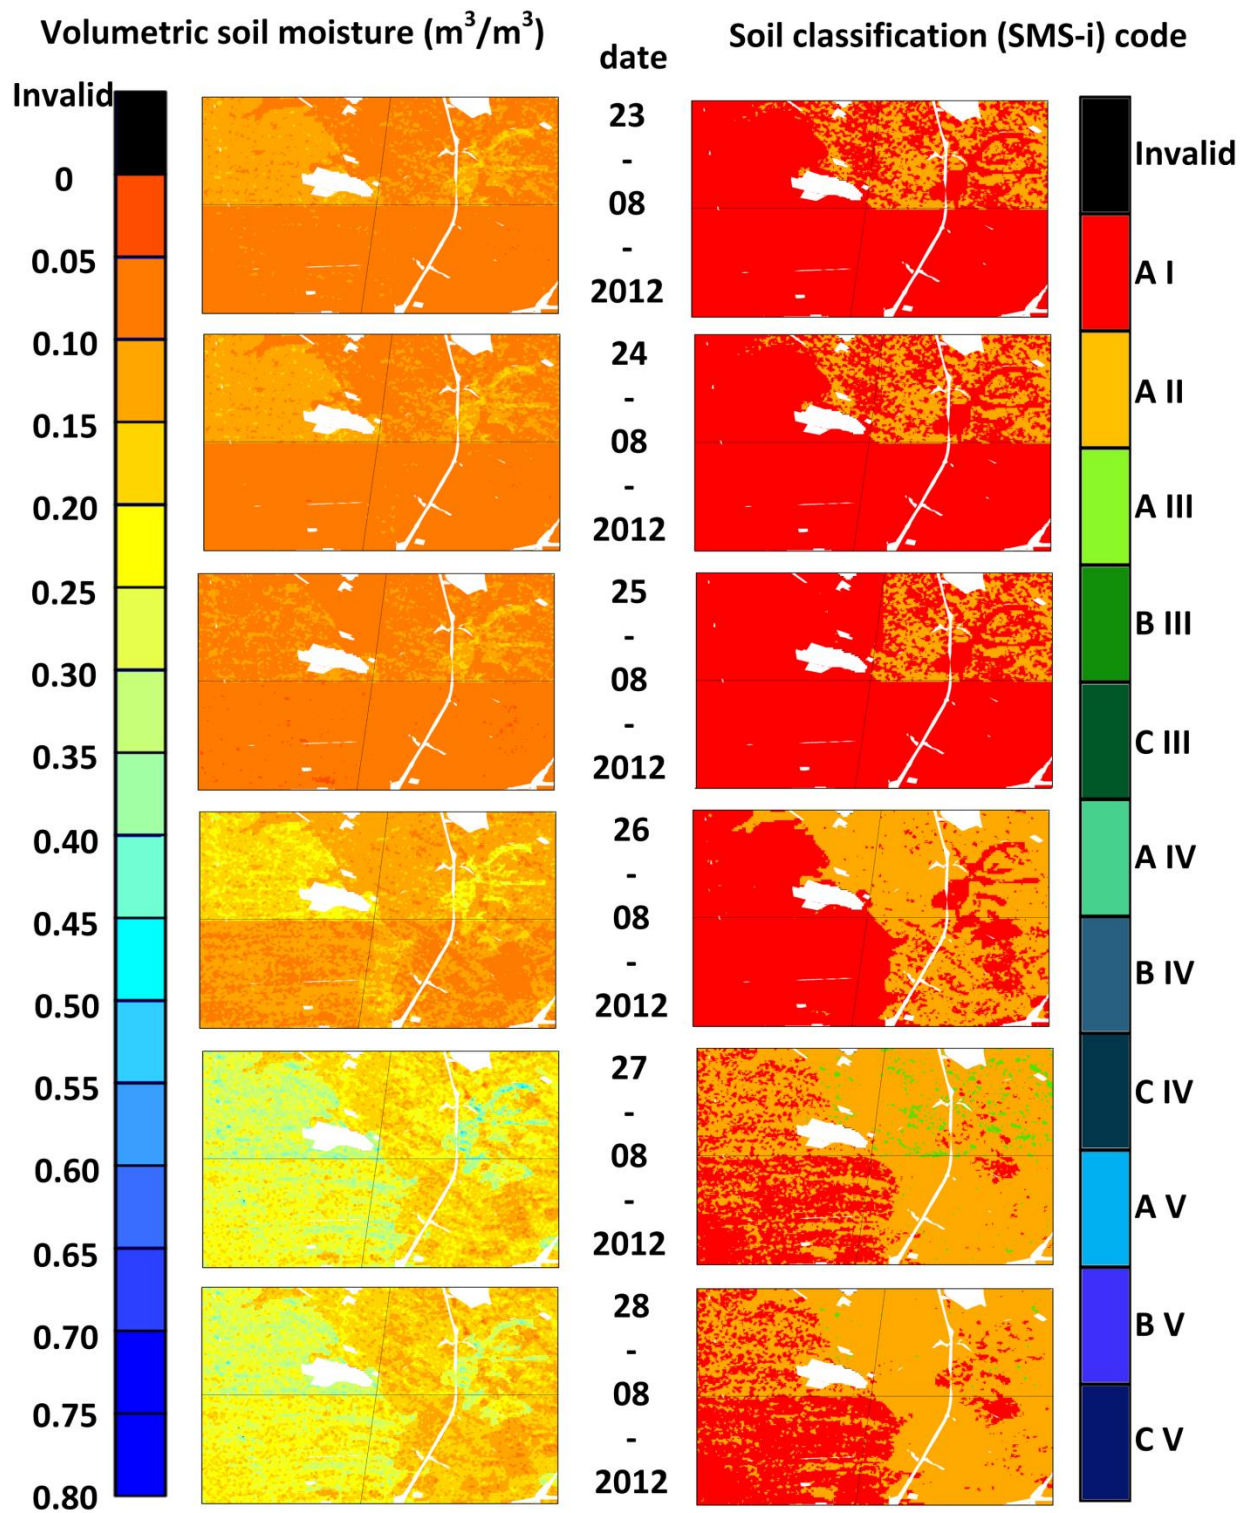 Volumetric soil moisture (m³/m³)
date
Soil classification (SMS-i) code
Invalid
0
0.05
0.10
0.15
0.20
0.25
0.30
0.35
0.40
0.45
0.50
0.55
0.60
0.65
0.70
0.75
0.80
23
-
08
-
2012
24
-
08
-
2012
25
-
08
-
2012
26
-
08
-
2012
27
-
08
-
2012
28
-
08
-
2012
Invalid
A I
A II
A III
B III
C III
A IV
B IV
C IV
A V
B V
C V